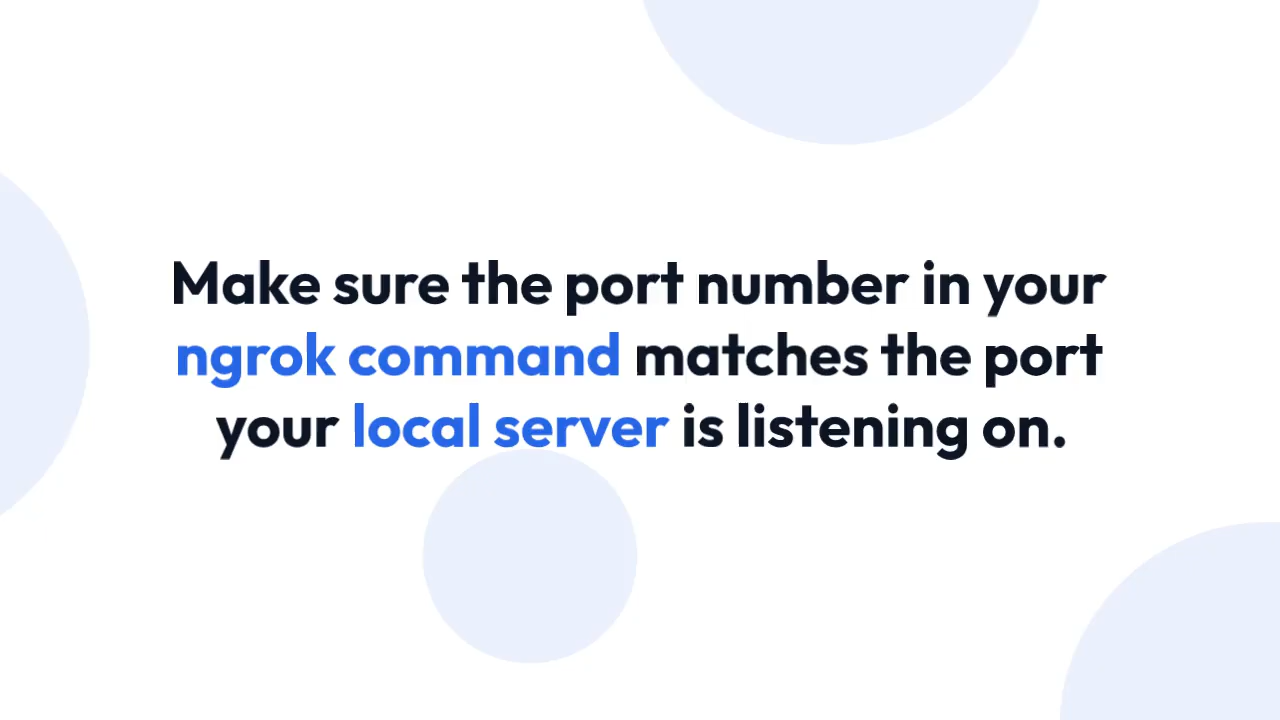 Make sure the port number in your
ngrok command matches the port
your local server is listening on.